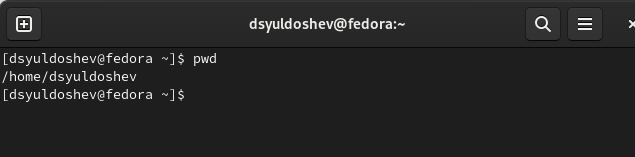 dsyuldoshev@fedora:~
[dsyuldoshev@fedora ~]$ pwd
/home/dsyuldoshev
[dsyuldoshev@fedora ~]$